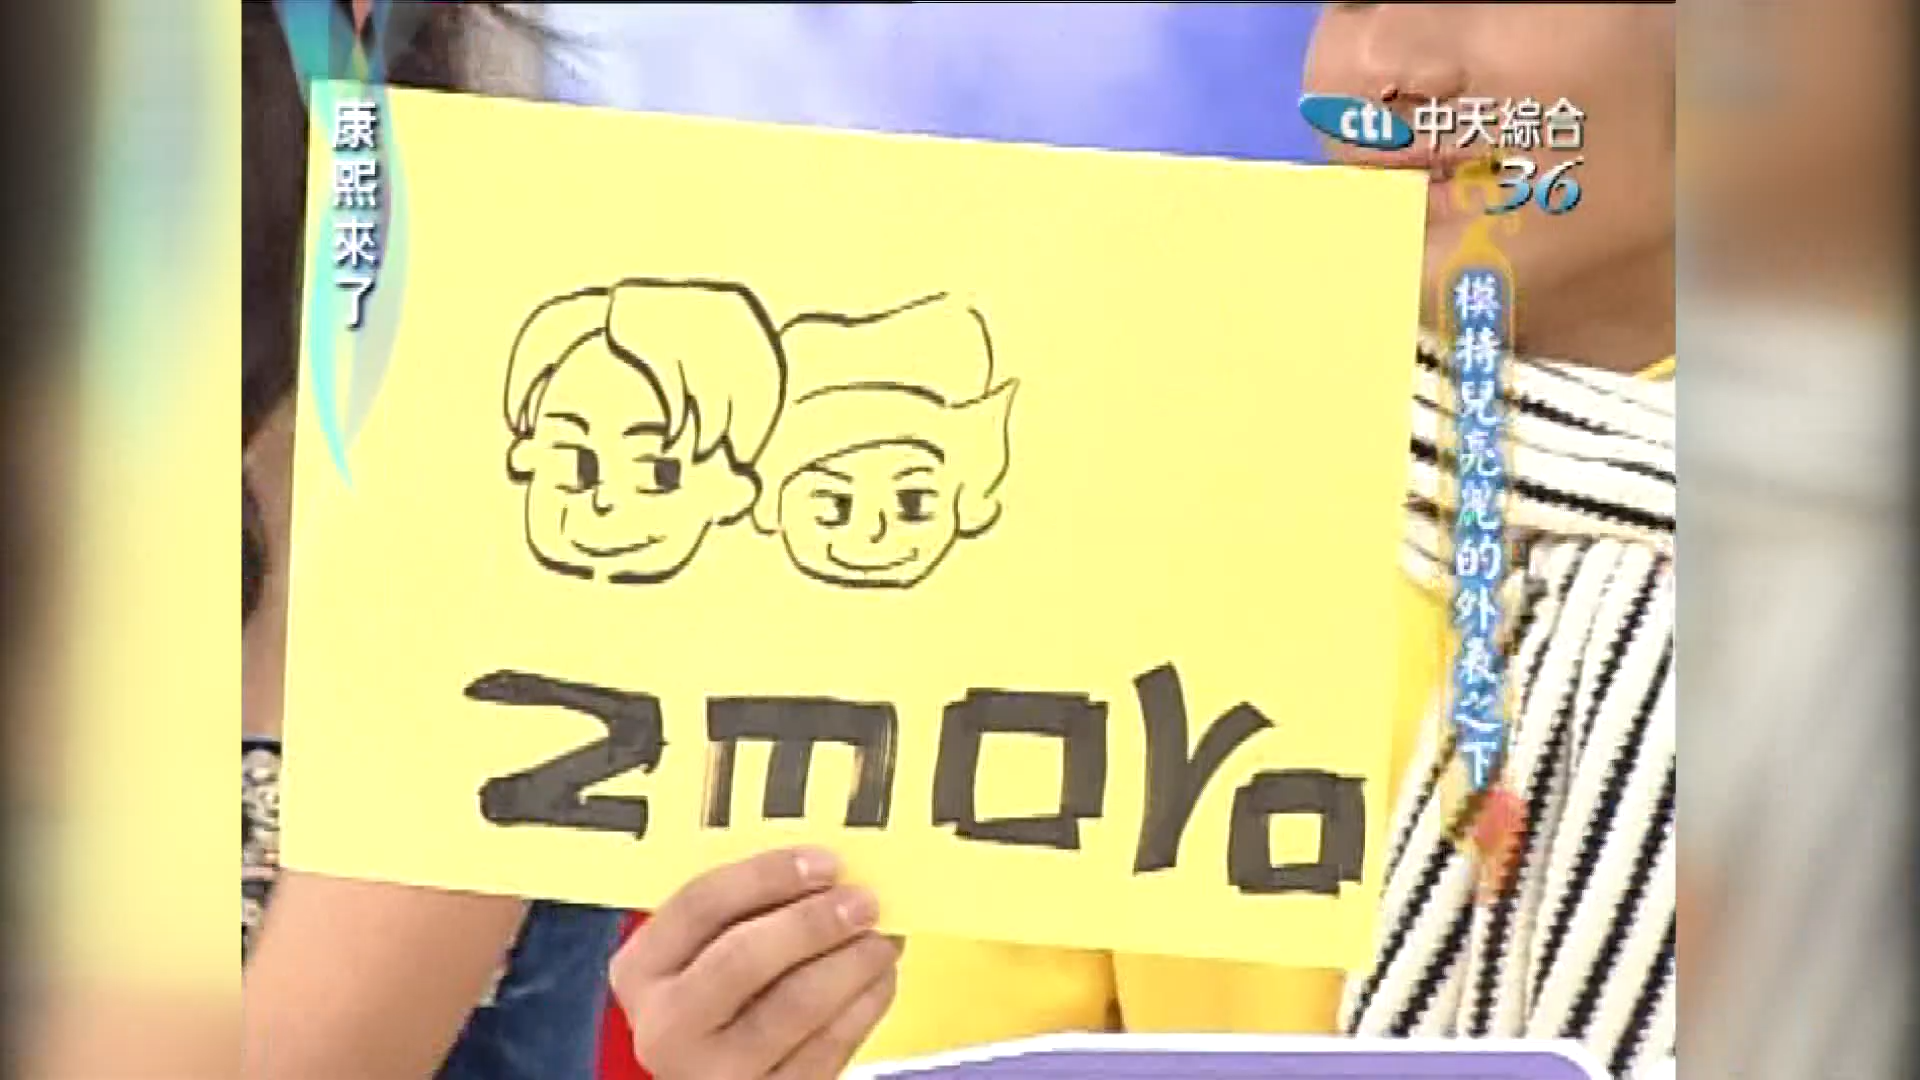 康熙來了
cti 中天綜合
36
模特兒亮麗的外表之下
2moro